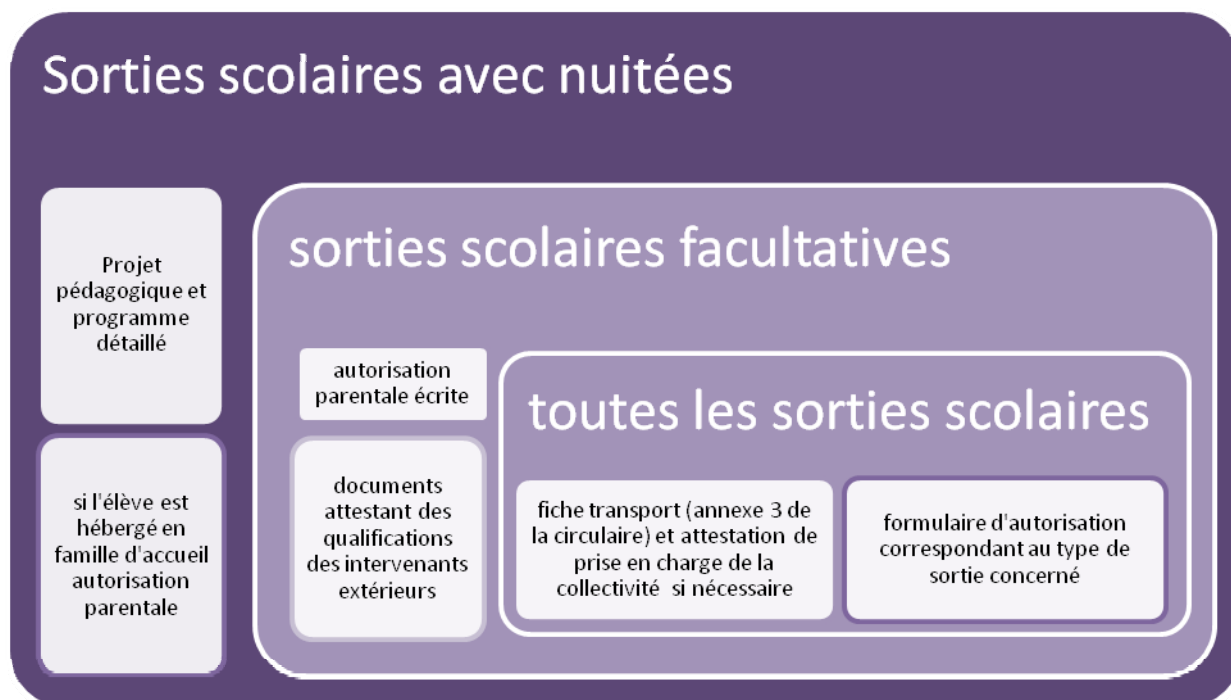 Sorties scolaires avec nuitées
Projet
pédagogique et
programme
détaillé
si l'élève est
hébergé en
famille d'accueil
autorisation
parentale
sorties scolaires facultatives
autorisation
parentale écrite
documents
attestant des
qualifications
des intervenants
extérieurs
toutes les sorties scolaires
fiche transport (annexe 3 de
la circulaire) et attestation de
prise en charge de la
collectivité si nécessaire
formulaire d'autorisation
correspondant au type de
sortie concerné